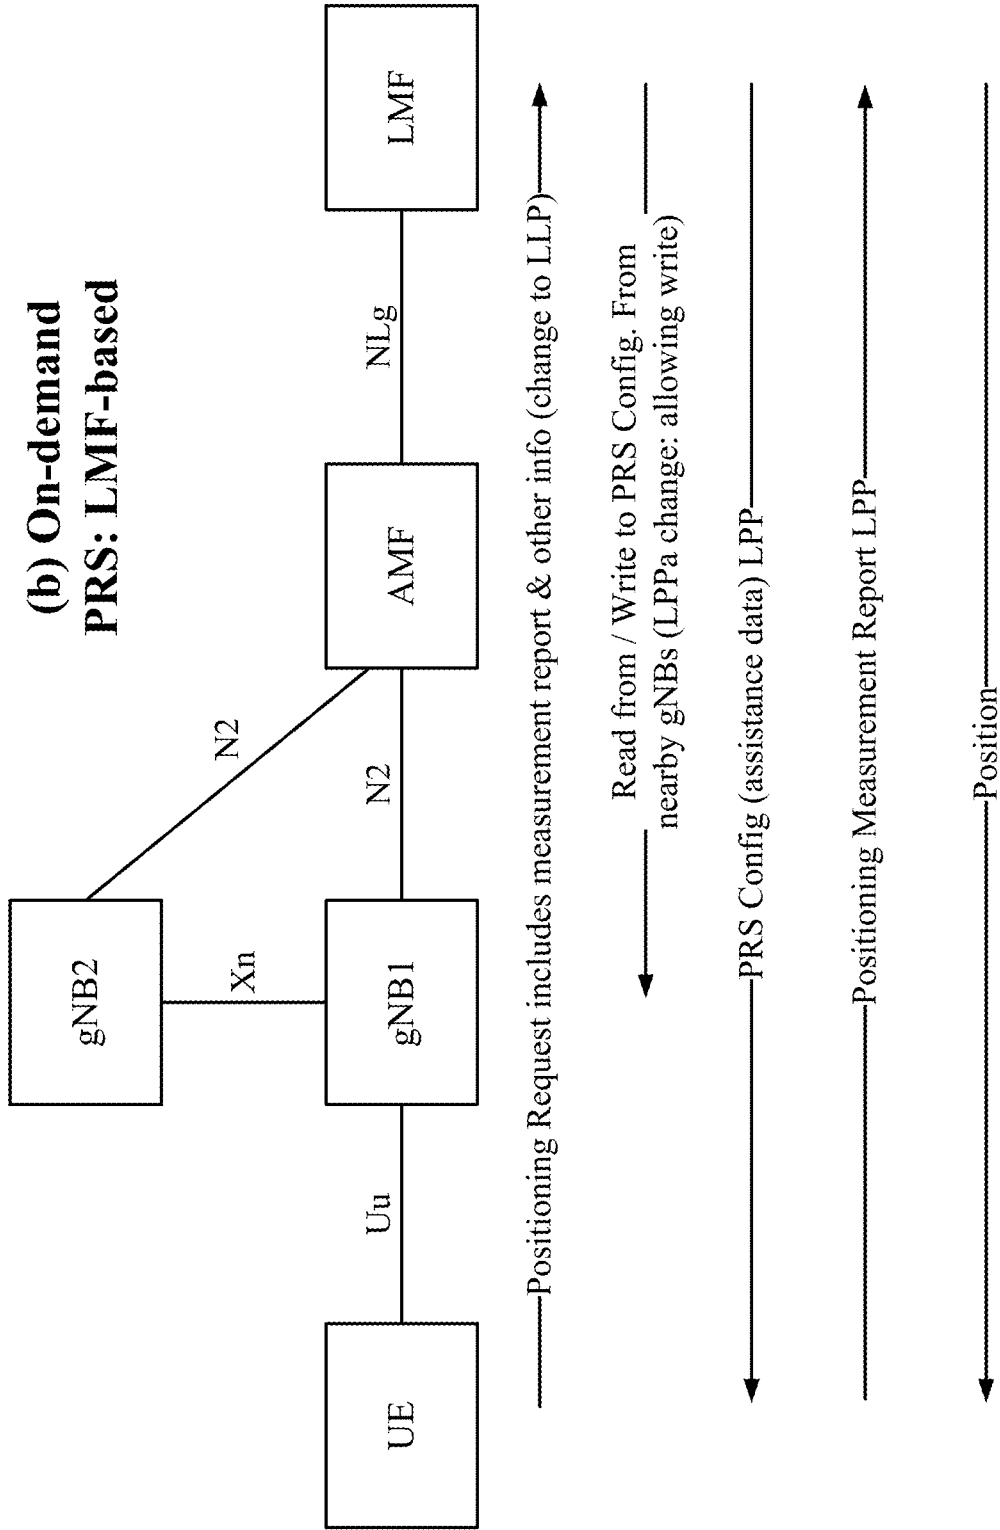 (b) On-demand
PRS: LMF-based
gNB2
N2
Xn
UE
Uu
gNB1
N2
AMF
NLg
LMF
Positioning Request includes measurement report & other info (change to LLP)
Read from / Write to PRS Config. From
nearby gNBs (LPPa change: allowing write)
PRS Config (assistance data) LPP
Positioning Measurement Report LPP
Position